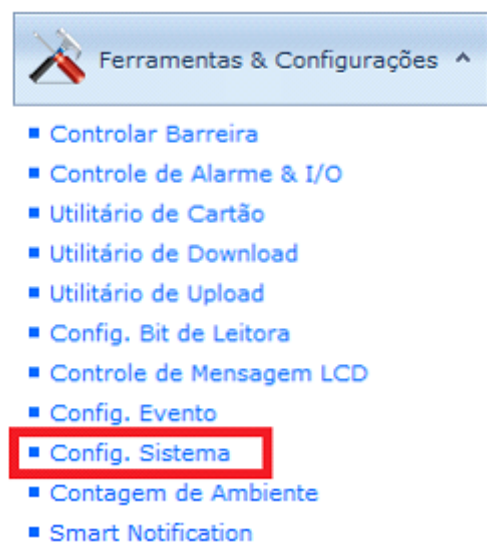 Ferramentas & Configurações
Controlar Barreira
Controle de Alarme & I/O
Utilitário de Cartão
Utilitário de Download
Utilitário de Upload
Config. Bit de Leitora
Controle de Mensagem LCD
Config. Evento
Config. Sistema
Contagem de Ambiente
Smart Notification